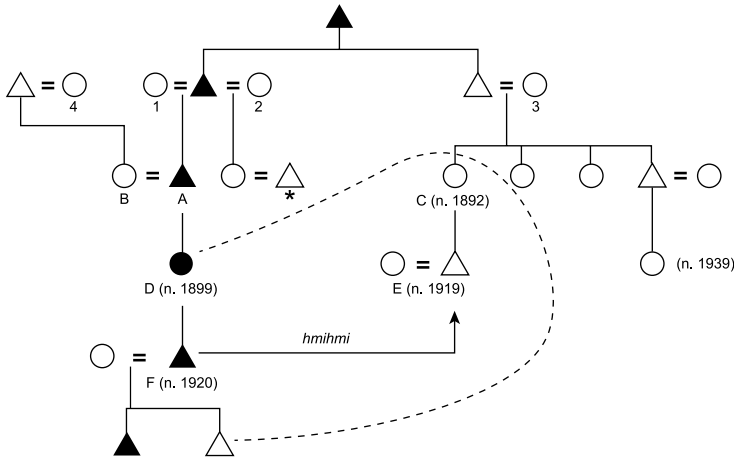 = = = =
4 1 2 3
= =
=
B A * C (n. 1892)
= (n. 1939)
D (n. 1899) E (n. 1919)
hmihmi
=
F (n. 1920)